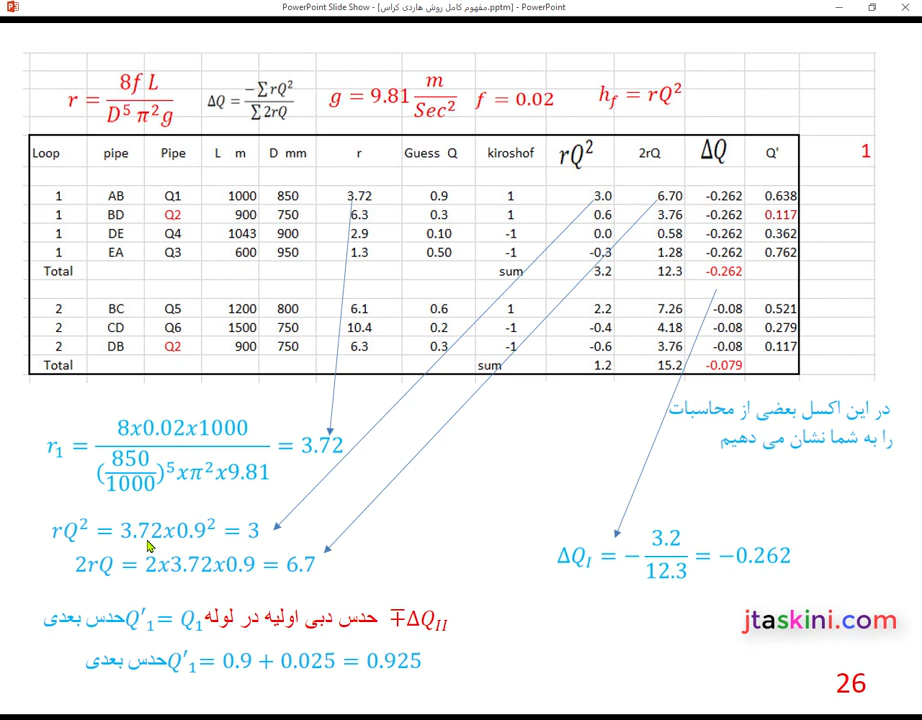 PowerPoint Slide Show - [مفهوم کامل روش هاردی کراس.pptm] - PowerPoint
r = 8f L / D⁵ π² g
ΔQ = −∑rQ² / ∑2rQ
g = 9.81 m / Sec²
f = 0.02
h_f = rQ²
Loop pipe Pipe L m D mm r Guess Q kiroshof rQ² 2rQ ΔQ Q'
1
1 AB Q1 1000 850 3.72 0.9 1 3.0 6.70 -0.262 0.638
1 BD Q2 900 750 6.3 0.3 1 0.6 3.76 -0.262 0.117
1 DE Q4 1043 900 2.9 0.10 -1 0.0 0.58 -0.262 0.362
1 EA Q3 600 950 1.3 0.50 -1 -0.3 1.28 -0.262 0.762
Total sum 3.2 12.3 -0.262
2 BC Q5 1200 800 6.1 0.6 1 2.2 7.26 -0.08 0.521
2 CD Q6 1500 750 10.4 0.2 -1 -0.4 4.18 -0.08 0.279
2 DB Q2 900 750 6.3 0.3 -1 -0.6 3.76 -0.08 0.117
Total sum 1.2 15.2 -0.079
در این اکسل بعضی از محاسبات
را به شما نشان می دهیم
r₁ = 8x0.02x1000 / (850/1000)⁵xπ²x9.81 = 3.72
rQ² = 3.72x0.9² = 3
2rQ = 2x3.72x0.9 = 6.7
ΔQ_I = − 3.2 / 12.3 = −0.262
حدس بعدی Q′₁ = Q₁ حدس دبی اولیه در لوله ∓ΔQ_II
حدس بعدی Q′₁ = 0.9 + 0.025 = 0.925
jtaskini.com
26